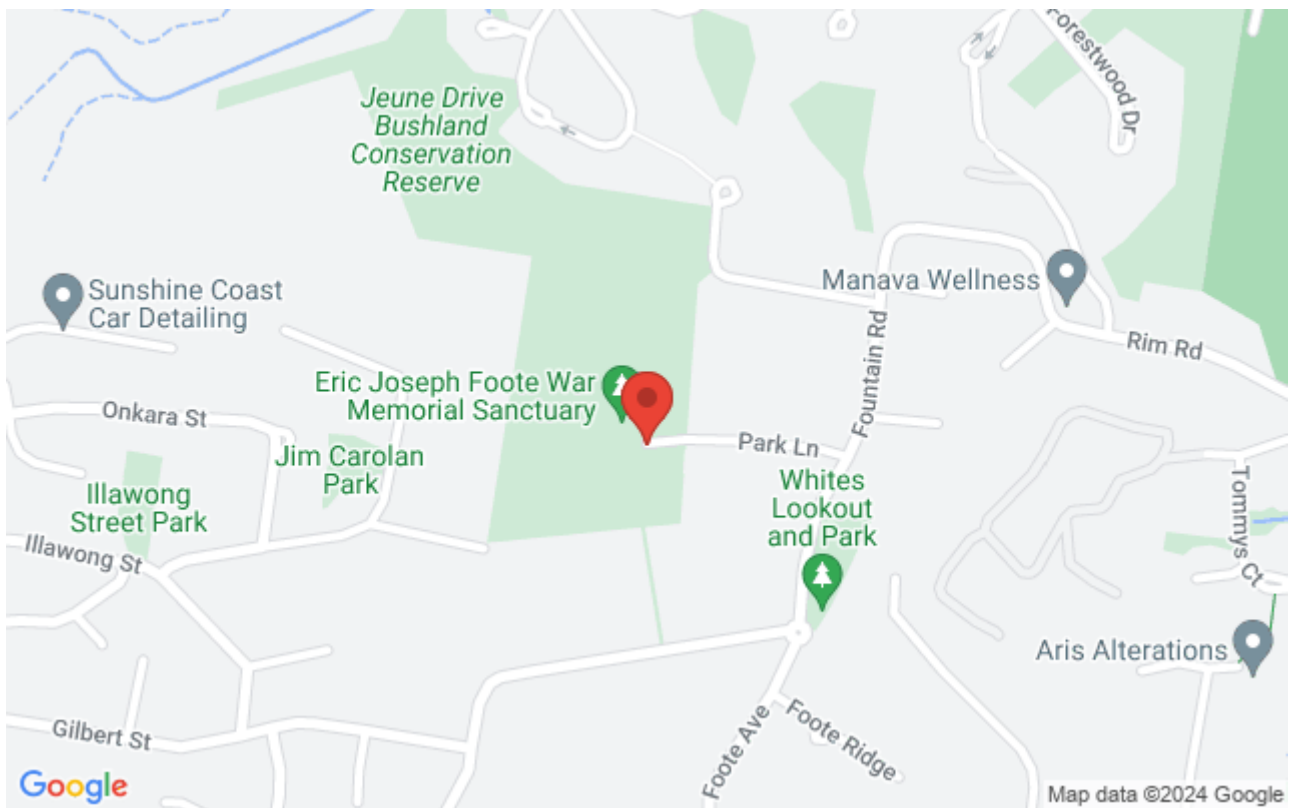 Forestwood Dr
Jeune Drive
Bushland
Conservation
Reserve
Manava Wellness
Sunshine Coast
Car Detailing
Fountain Rd
Rim Rd
Eric Joseph Foote War
Memorial Sanctuary
Onkara St
Park Ln
Jim Carolan
Park
Whites
Lookout
and Park
Illawong
Street Park
Tommys Ct
Illawong St
Aris Alterations
Foote Ave
Foote Ridge
Gilbert St
Google
Map data ©2024 Google